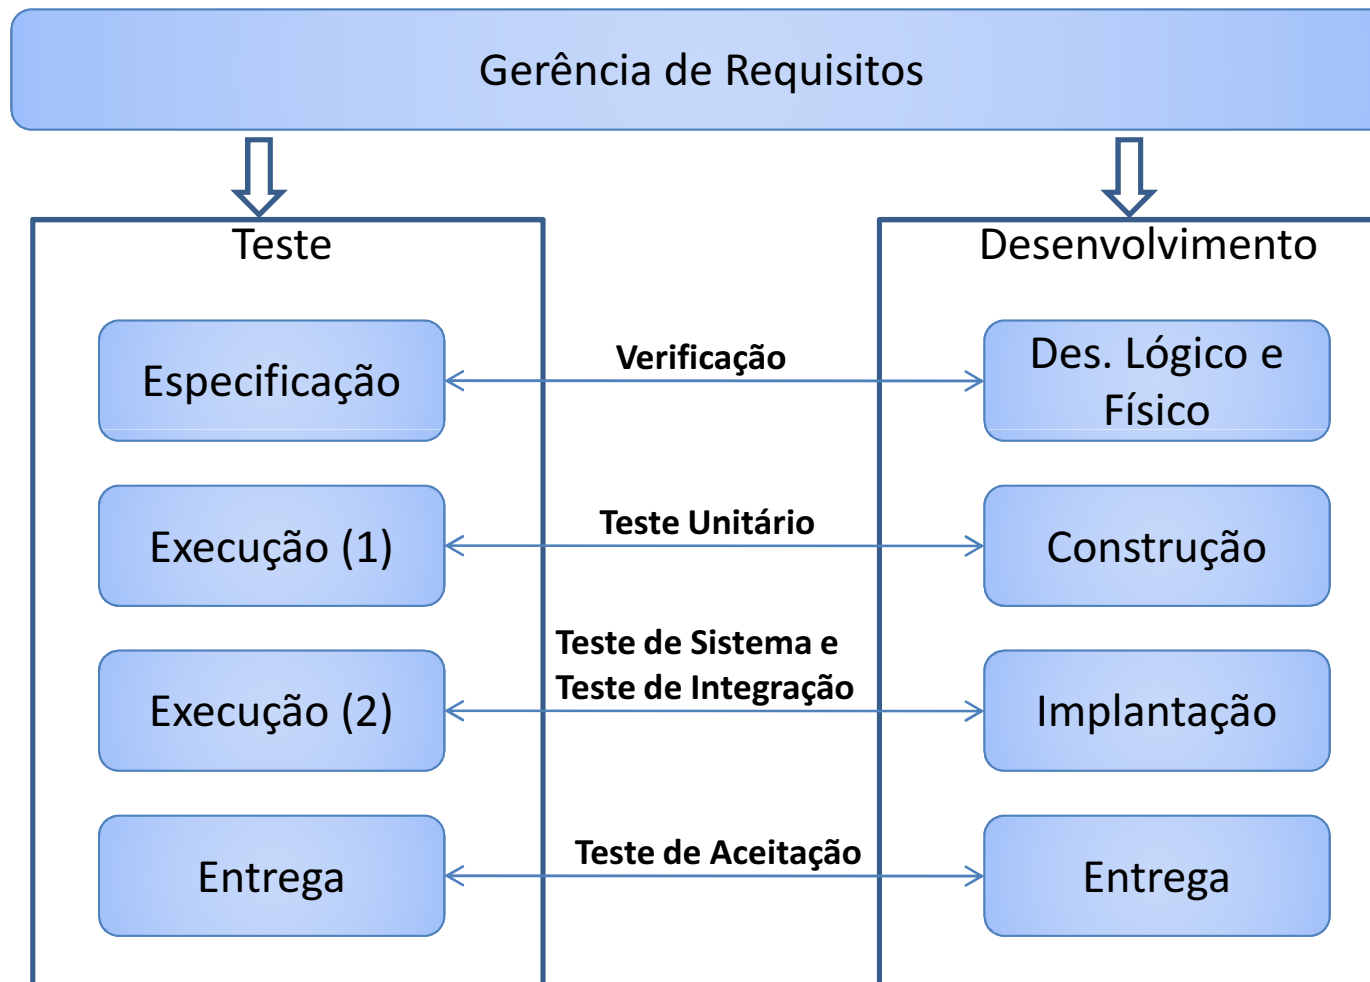 Gerência de Requisitos
Teste
Desenvolvimento
Especificação
Verificação
Des. Lógico e
Físico
Execução (1)
Teste Unitário
Construção
Execução (2)
Teste de Sistema e
Teste de Integração
Implantação
Entrega
Teste de Aceitação
Entrega